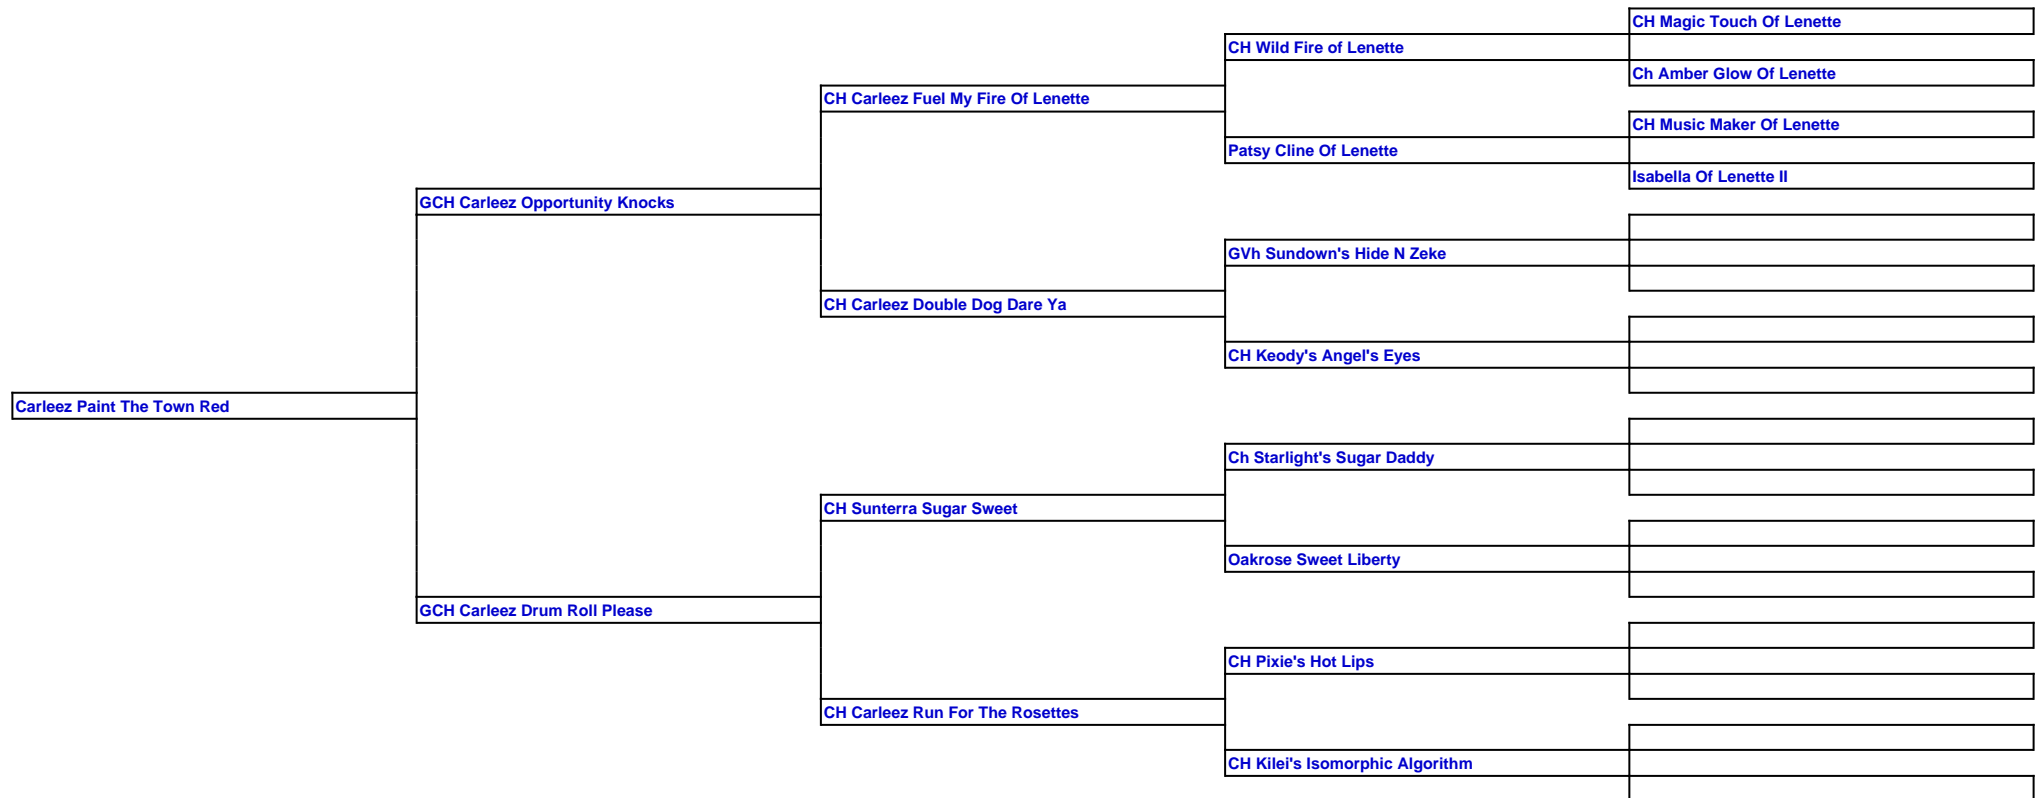 CH Magic Touch Of Lenette
CH Wild Fire of Lenette
Ch Amber Glow Of Lenette
CH Carleez Fuel My Fire Of Lenette
CH Music Maker Of Lenette
Patsy Cline Of Lenette
Isabella Of Lenette II
GCH Carleez Opportunity Knocks
GVh Sundown's Hide N Zeke
CH Carleez Double Dog Dare Ya
CH Keody's Angel's Eyes
Carleez Paint The Town Red
Ch Starlight's Sugar Daddy
CH Sunterra Sugar Sweet
Oakrose Sweet Liberty
GCH Carleez Drum Roll Please
CH Pixie's Hot Lips
CH Carleez Run For The Rosettes
CH Kilei's Isomorphic Algorithm